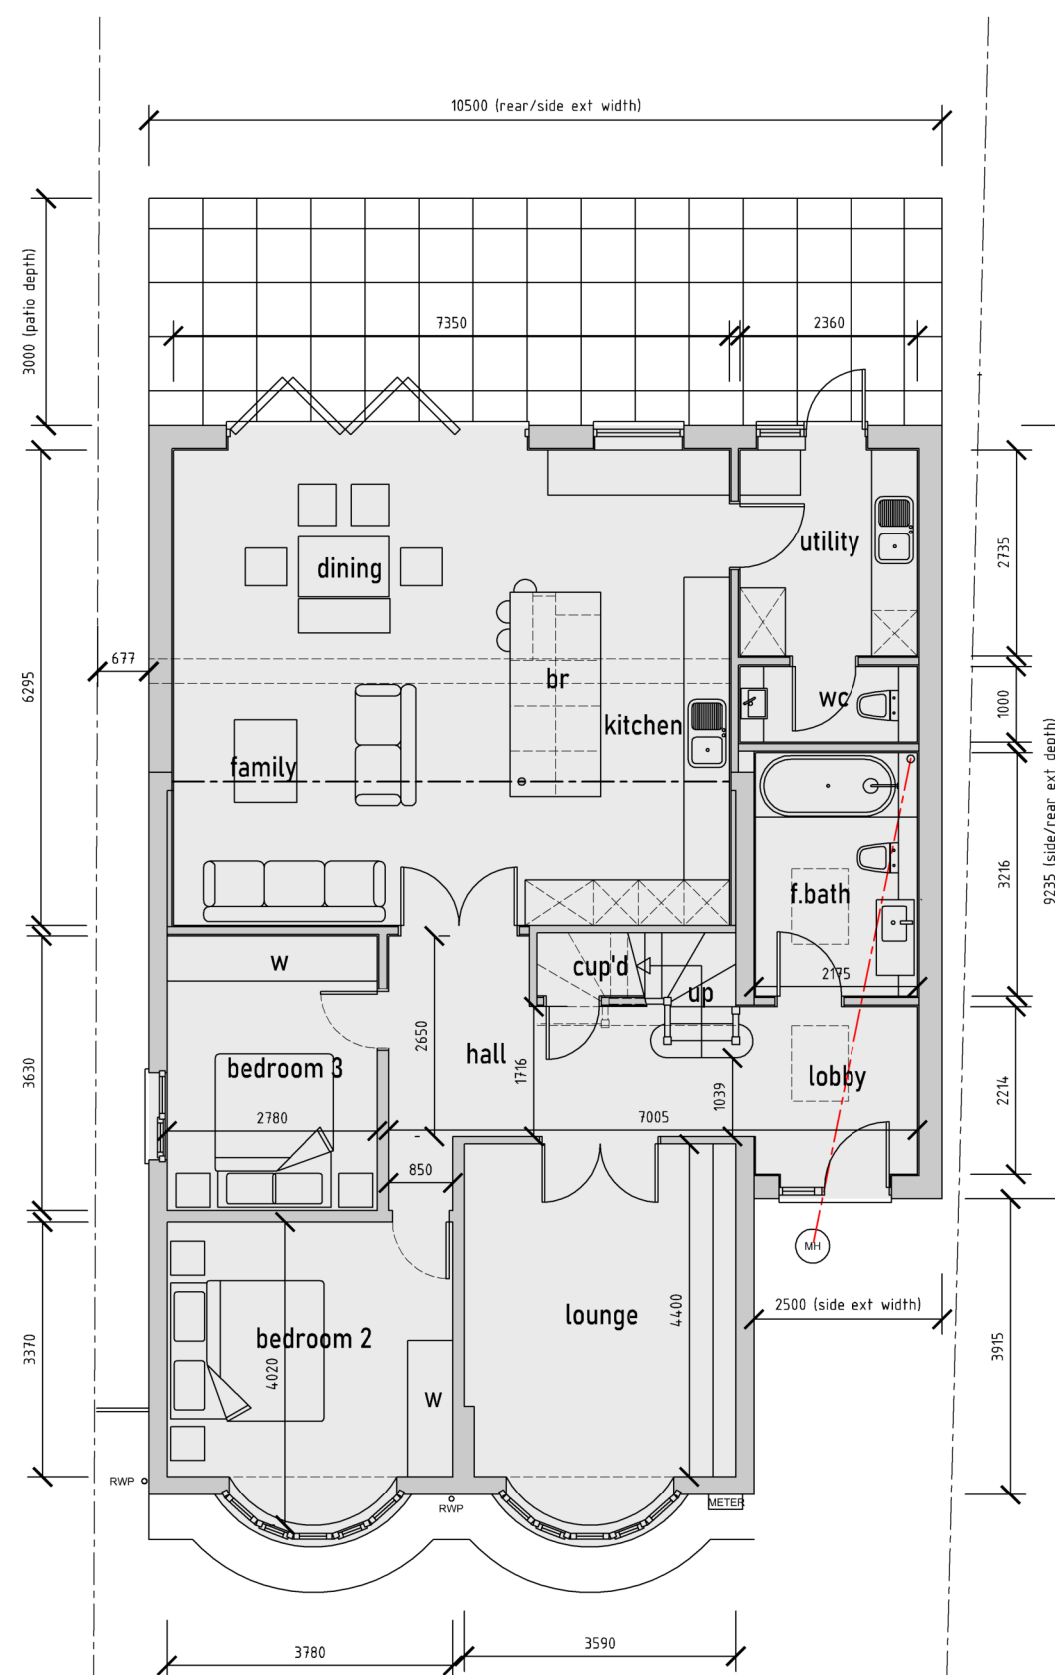 10500 (rear/side ext width)
3000 (patio depth)
7350
2360
utility
dining
2735
677
br
6295
wc
1000
kitchen
family
9235 (side/rear ext depth)
3216
f.bath
W
cup'd
up
2175
2650
hall
bedroom 3
1716
lobby
3630
1039
2214
2780
7005
850
MH
2500 (side ext width)
lounge
4400
bedroom 2
3370
4020
3915
W
RWP
RWP
METER
3780
3590